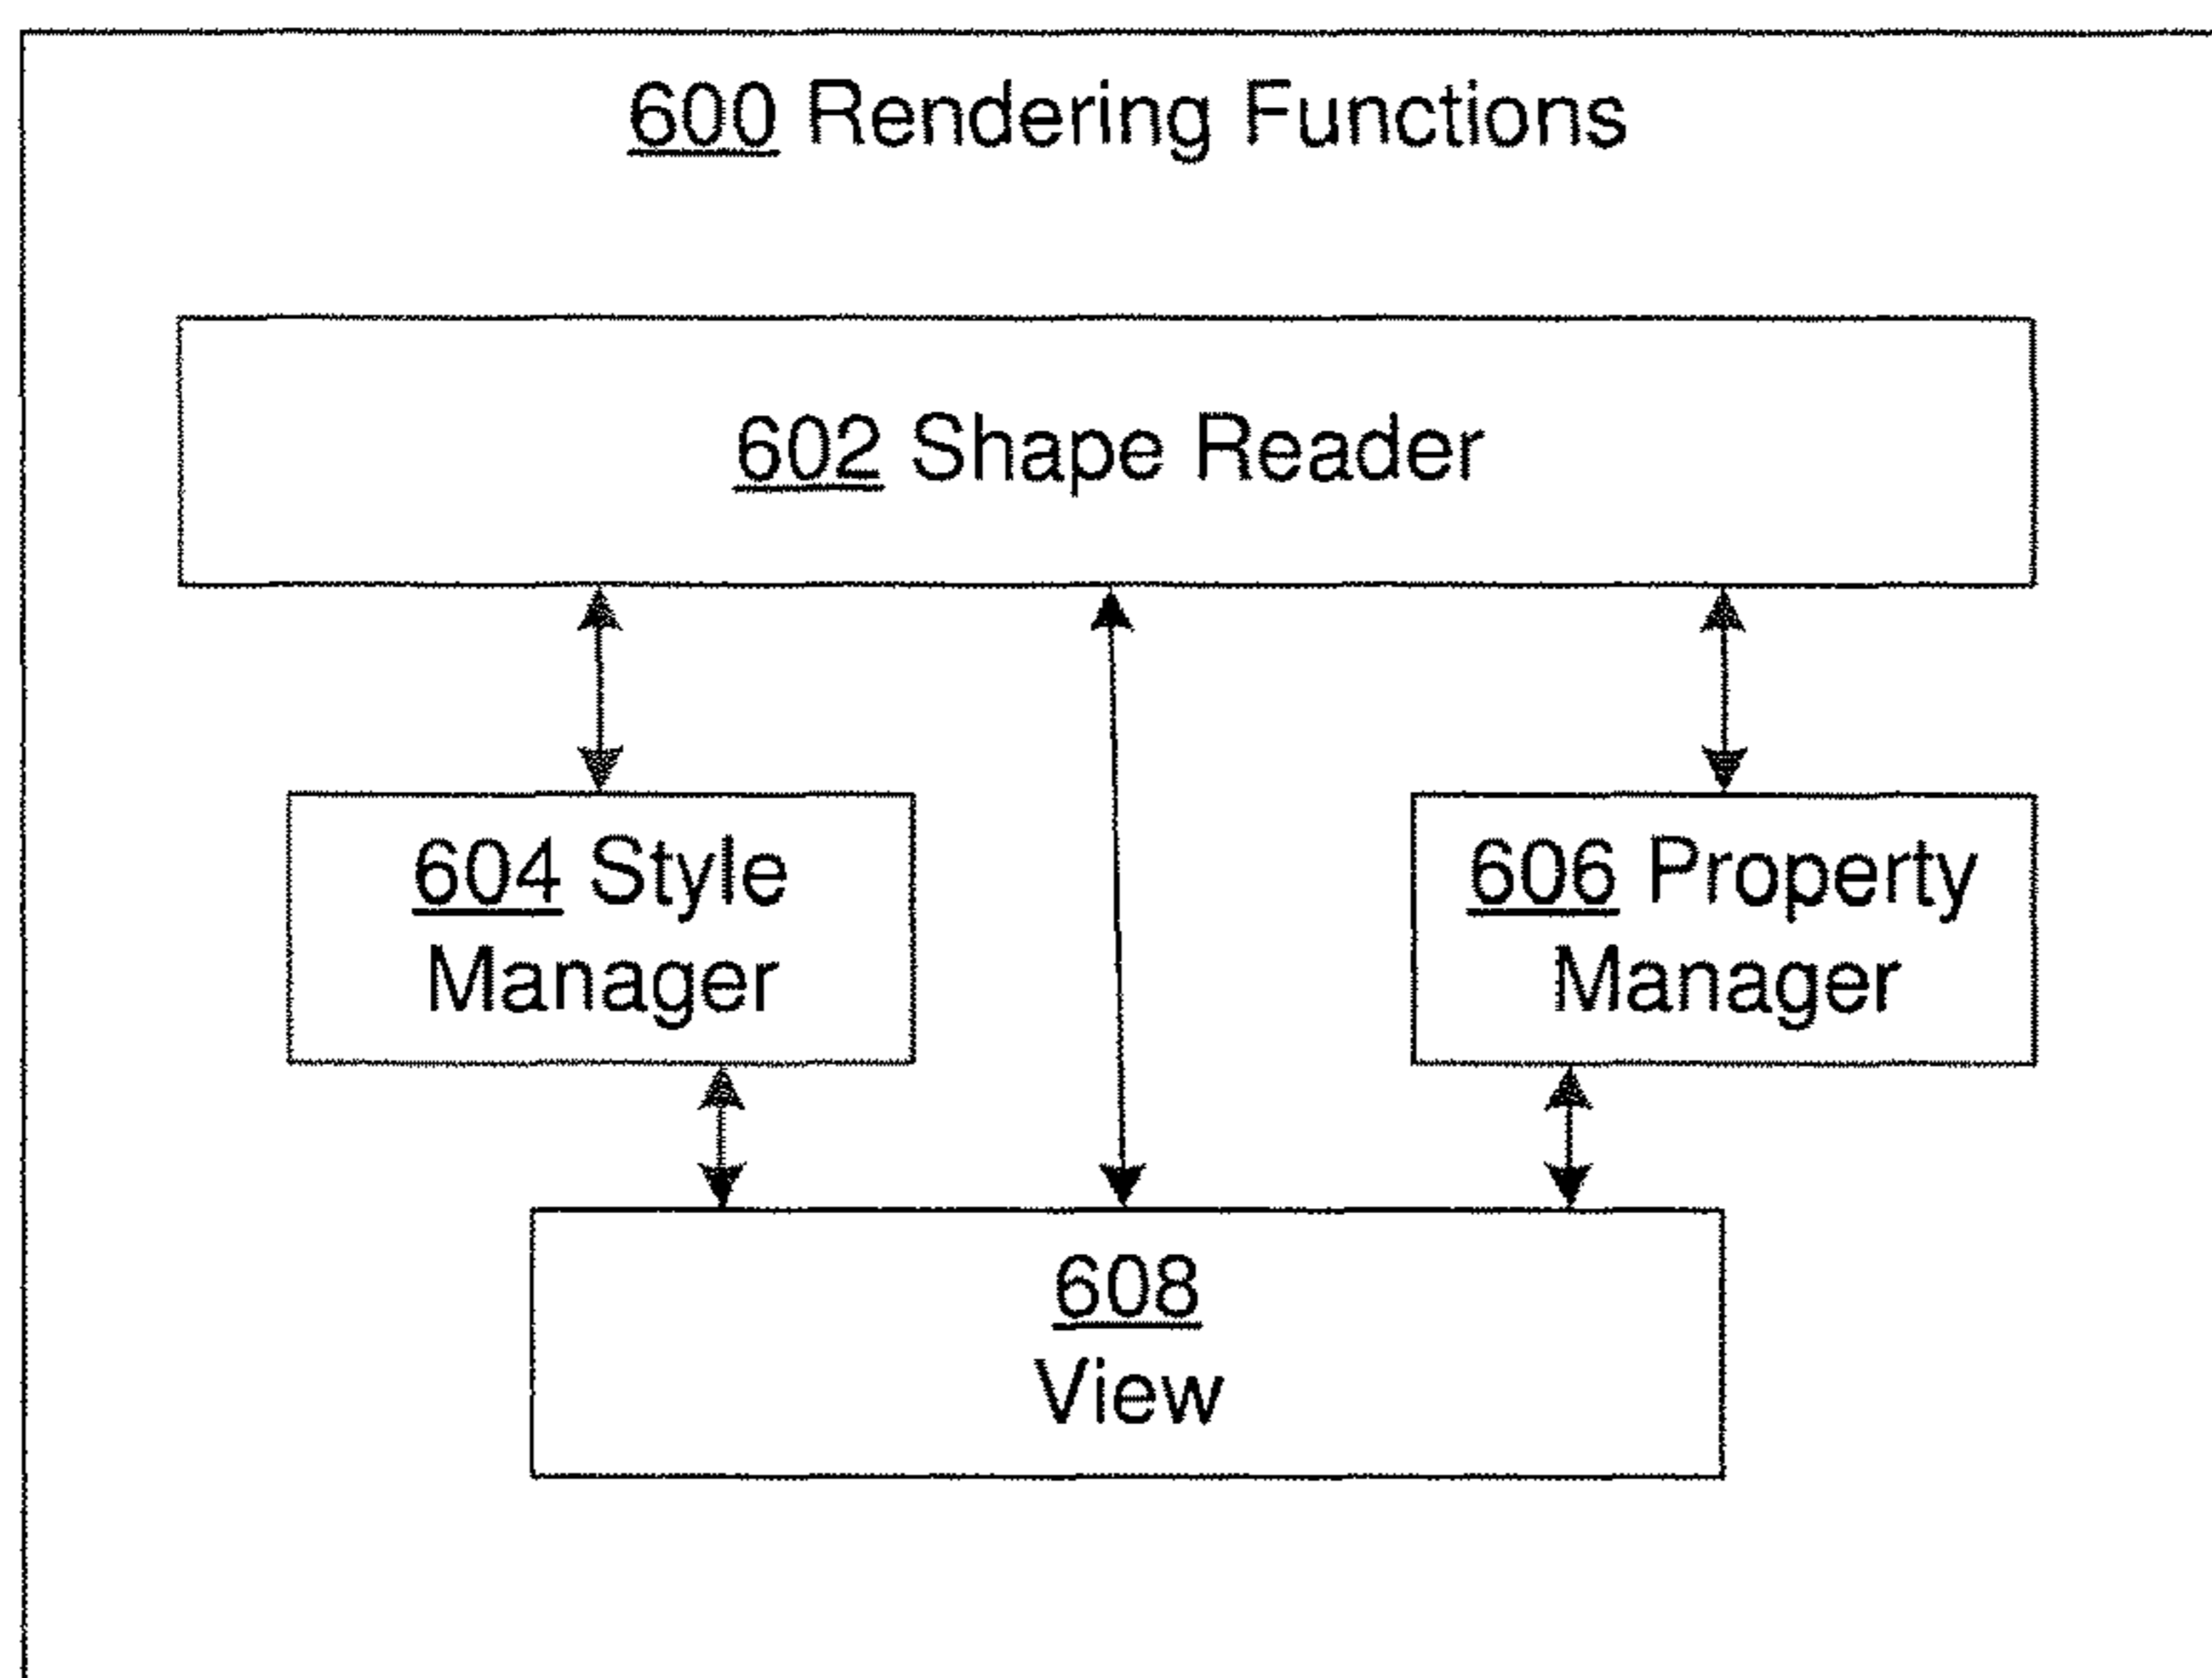 600 Rendering Functions
602 Shape Reader
604 Style
Manager
606 Property
Manager
608
View